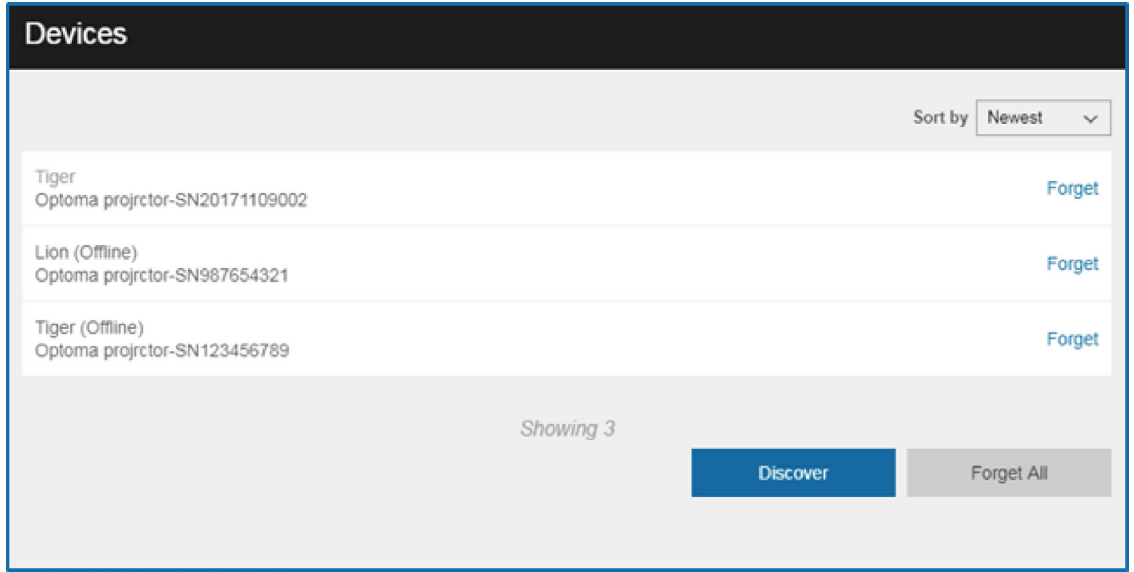 Devices
Sort by Newest
Tiger
Optoma projrctor-SN20171109002
Forget
Lion (Offline)
Optoma projrctor-SN987654321
Forget
Tiger (Offline)
Optoma projrctor-SN123456789
Forget
Showing 3
Discover
Forget All